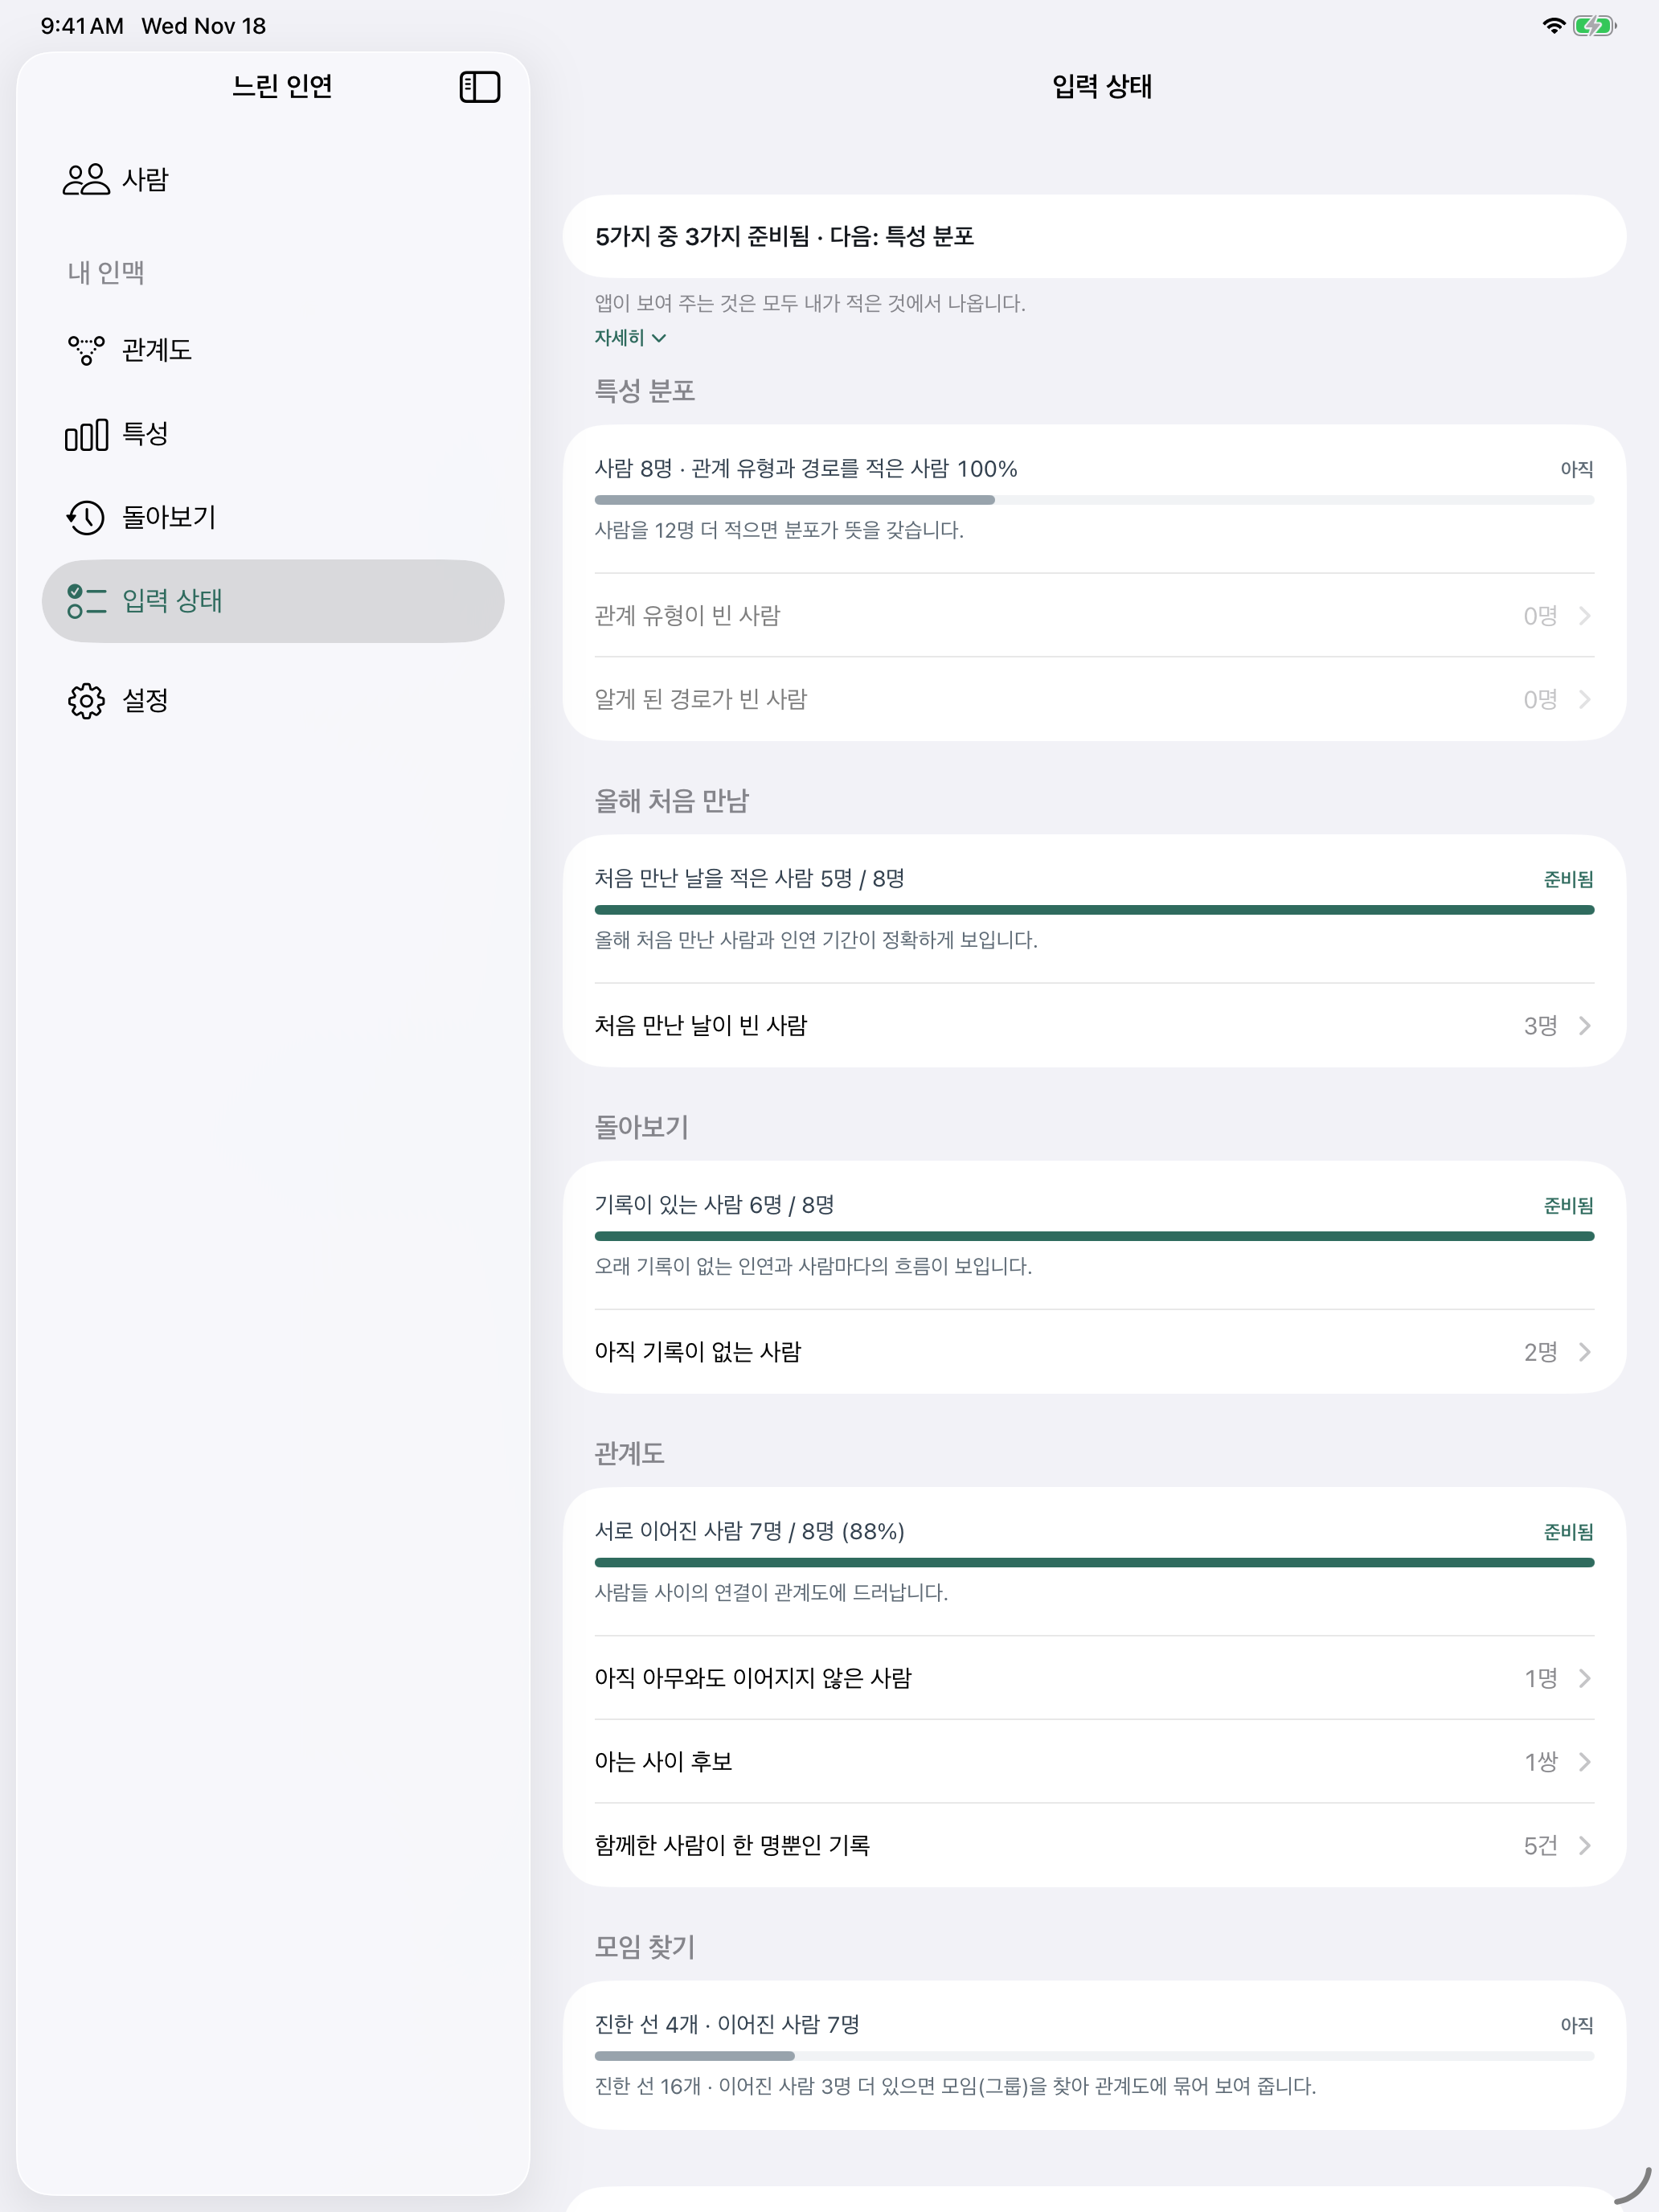 9:41 AM Wed Nov 18
느린 인연
사람
내 인맥
관계도
특성
돌아보기
입력 상태
설정
입력 상태
5가지 중 3가지 준비됨 · 다음: 특성 분포
앱이 보여 주는 것은 모두 내가 적은 것에서 나옵니다.
자세히
특성 분포
사람 8명 · 관계 유형과 경로를 적은 사람 100% 아직
사람을 12명 더 적으면 분포가 뜻을 갖습니다.
관계 유형이 빈 사람 0명
알게 된 경로가 빈 사람 0명
올해 처음 만남
처음 만난 날을 적은 사람 5명 / 8명 준비됨
올해 처음 만난 사람과 인연 기간이 정확하게 보입니다.
처음 만난 날이 빈 사람 3명
돌아보기
기록이 있는 사람 6명 / 8명 준비됨
오래 기록이 없는 인연과 사람마다의 흐름이 보입니다.
아직 기록이 없는 사람 2명
관계도
서로 이어진 사람 7명 / 8명 (88%) 준비됨
사람들 사이의 연결이 관계도에 드러납니다.
아직 아무와도 이어지지 않은 사람 1명
아는 사이 후보 1쌍
함께한 사람이 한 명뿐인 기록 5건
모임 찾기
진한 선 4개 · 이어진 사람 7명 아직
진한 선 16개 · 이어진 사람 3명 더 있으면 모임(그룹)을 찾아 관계도에 묶어 보여 줍니다.